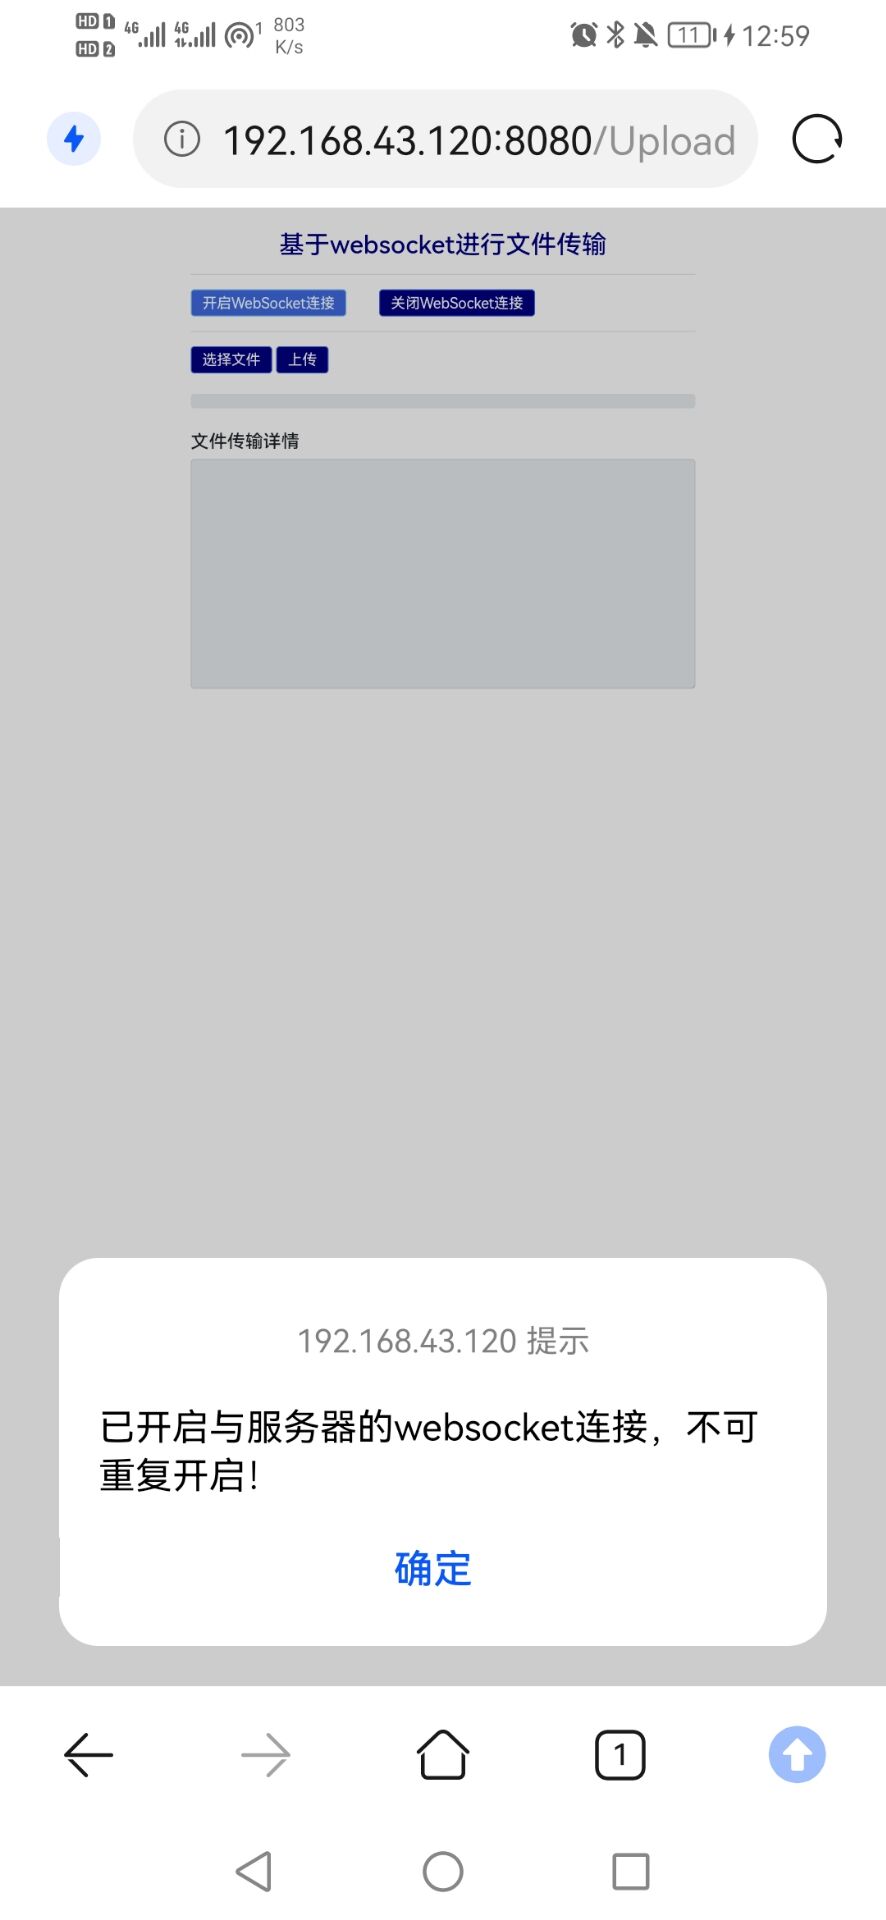 HD 1 4G 4G 1 803 11 12:59
HD 2 K/s
192.168.43.120:8080/Upload
基于websocket进行文件传输
开启WebSocket连接 关闭WebSocket连接
选择文件 上传
文件传输详情
192.168.43.120 提示
已开启与服务器的websocket连接，不可
重复开启！
确定
1